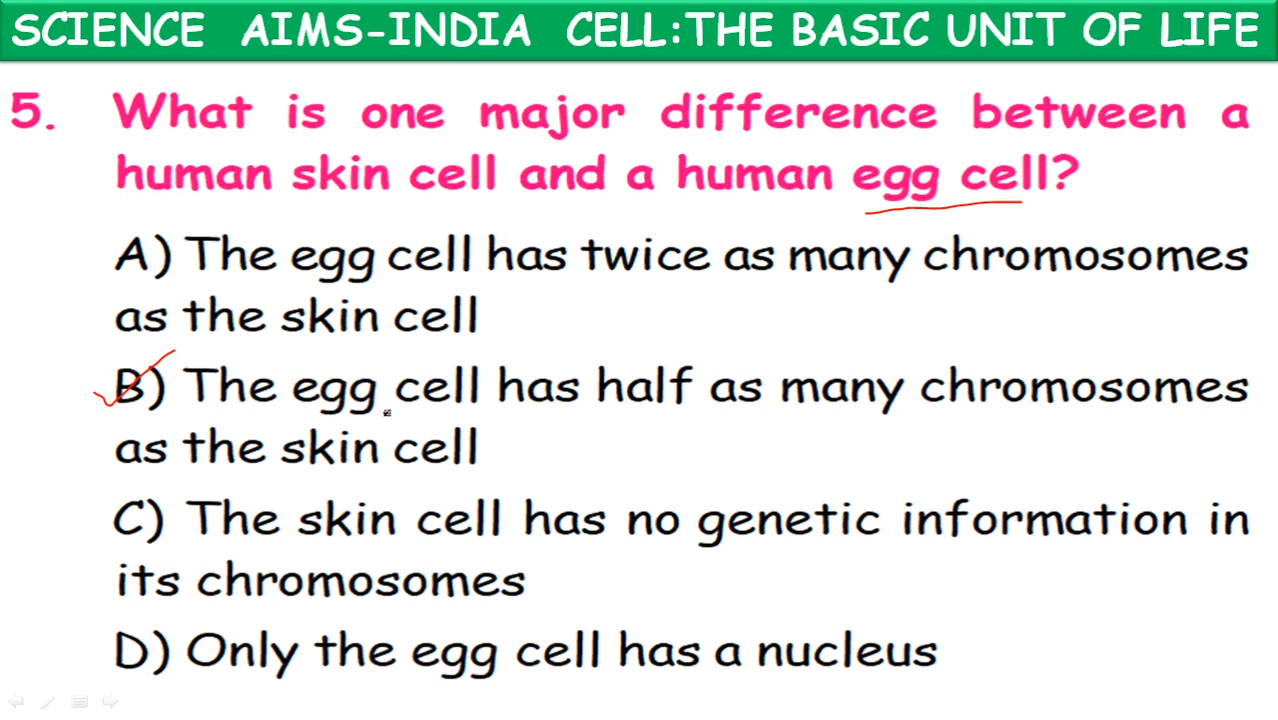 SCIENCE AIMS-INDIA CELL:THE BASIC UNIT OF LIFE
5. What is one major difference between a
human skin cell and a human egg cell?
A) The egg cell has twice as many chromosomes
as the skin cell
B) The egg cell has half as many chromosomes
as the skin cell
C) The skin cell has no genetic information in
its chromosomes
D) Only the egg cell has a nucleus